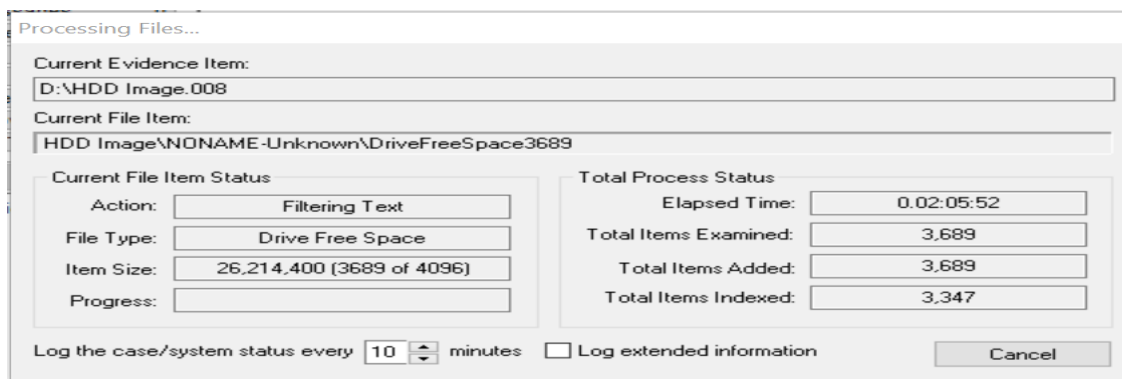 Processing Files...
Current Evidence Item:
D:\HDD Image.008
Current File Item:
HDD Image\NONAME-Unknown\DriveFreeSpace3689
Current File Item Status
Action: Filtering Text
File Type: Drive Free Space
Item Size: 26,214,400 (3689 of 4096)
Progress:
Total Process Status
Elapsed Time: 0.02:05:52
Total Items Examined: 3,689
Total Items Added: 3,689
Total Items Indexed: 3,347
Log the case/system status every 10 minutes Log extended information
Cancel